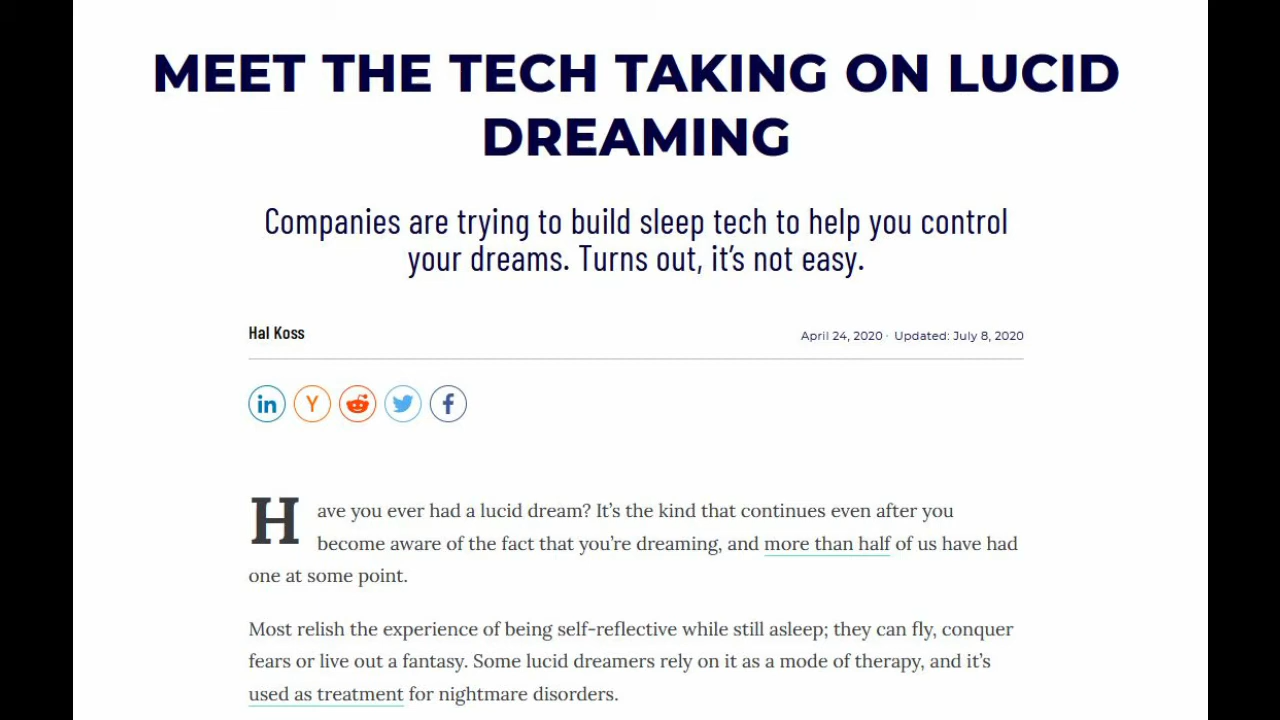 MEET THE TECH TAKING ON LUCID
DREAMING
Companies are trying to build sleep tech to help you control
your dreams. Turns out, it’s not easy.
Hal Koss
April 24, 2020 · Updated: July 8, 2020
in Y f
Have you ever had a lucid dream? It’s the kind that continues even after you
become aware of the fact that you’re dreaming, and more than half of us have had
one at some point.
Most relish the experience of being self-reflective while still asleep; they can fly, conquer
fears or live out a fantasy. Some lucid dreamers rely on it as a mode of therapy, and it’s
used as treatment for nightmare disorders.